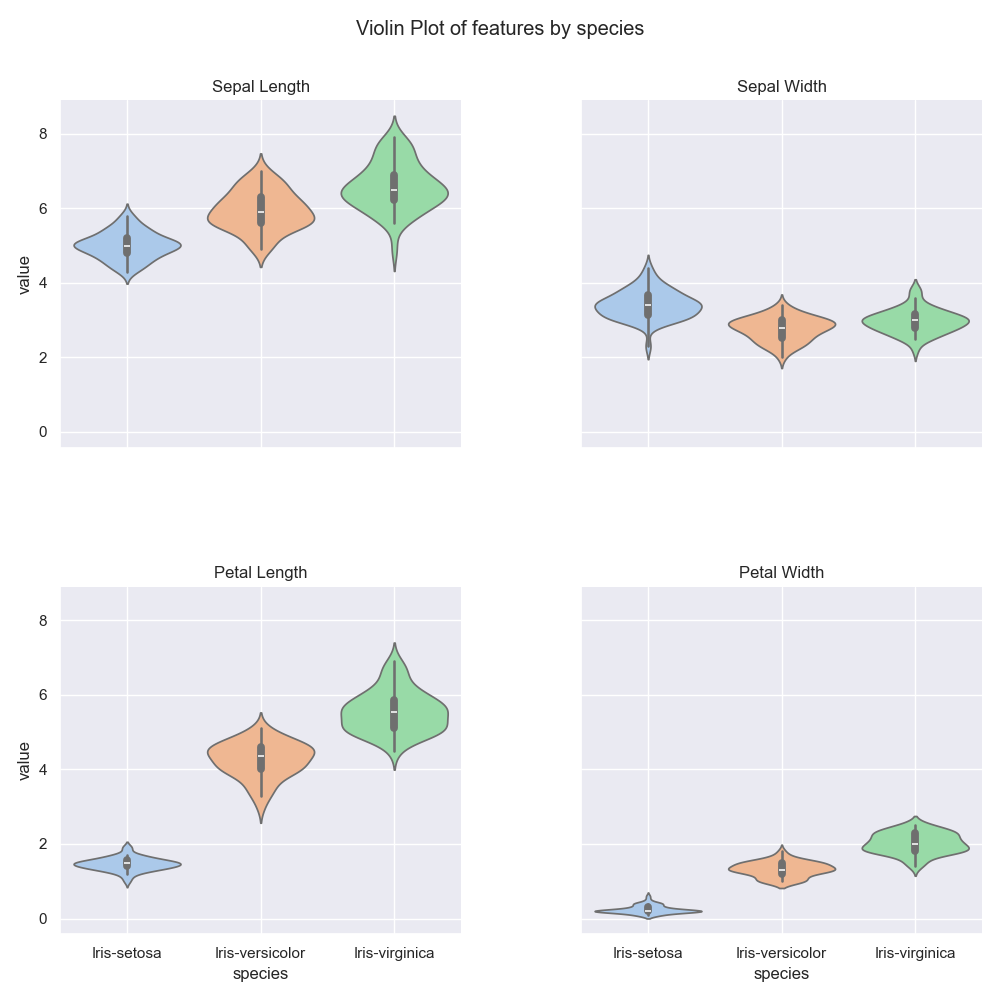 Violin Plot of features by species
Sepal Length
Sepal Width
8
6
4
2
0
value
Petal Length
Petal Width
8
6
4
2
0
value
Iris-setosa Iris-versicolor Iris-virginica
species
Iris-setosa Iris-versicolor Iris-virginica
species